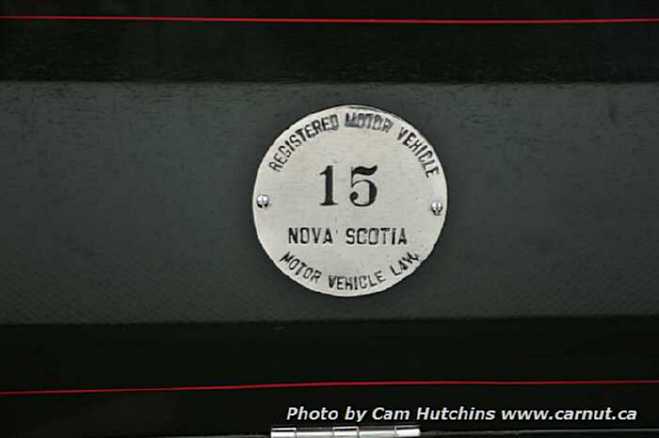 REGISTERED MOTOR VEHICLE
15
NOVA SCOTIA
MOTOR VEHICLE LAW.
Photo by Cam Hutchins www.carnut.ca